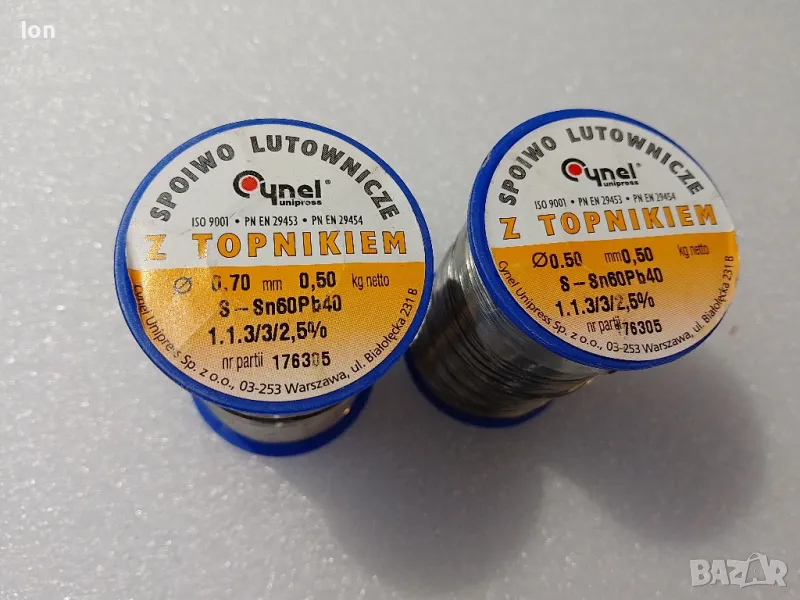 lon
SPOIWO LUTOWNICZE
Cynel®
unipress
ISO 9001 • PN EN 29453 • PN EN 29454
Z TOPNIKIEM
Ø 0,70 mm 0,50 kg netto
S-Sn60Pb40
1.1.3/3/2,5%
nr partii 176305
Cynel Unipress Sp. z o.o., 03-253 Warszawa, ul. Białołęcka 231 B
SPOIWO LUTOWNICZE
Cynel®
unipress
ISO 9001 • PN EN 29453 • PN EN 29454
Z TOPNIKIEM
Ø 0.50 mm 0,50 kg netto
S-Sn60Pb40
1.1.3/3/2,5%
nr partii 176305
Cynel Unipress Sp. z o.o., 03-253 Warszawa, ul. Białołęcka 231 B
BAZAR